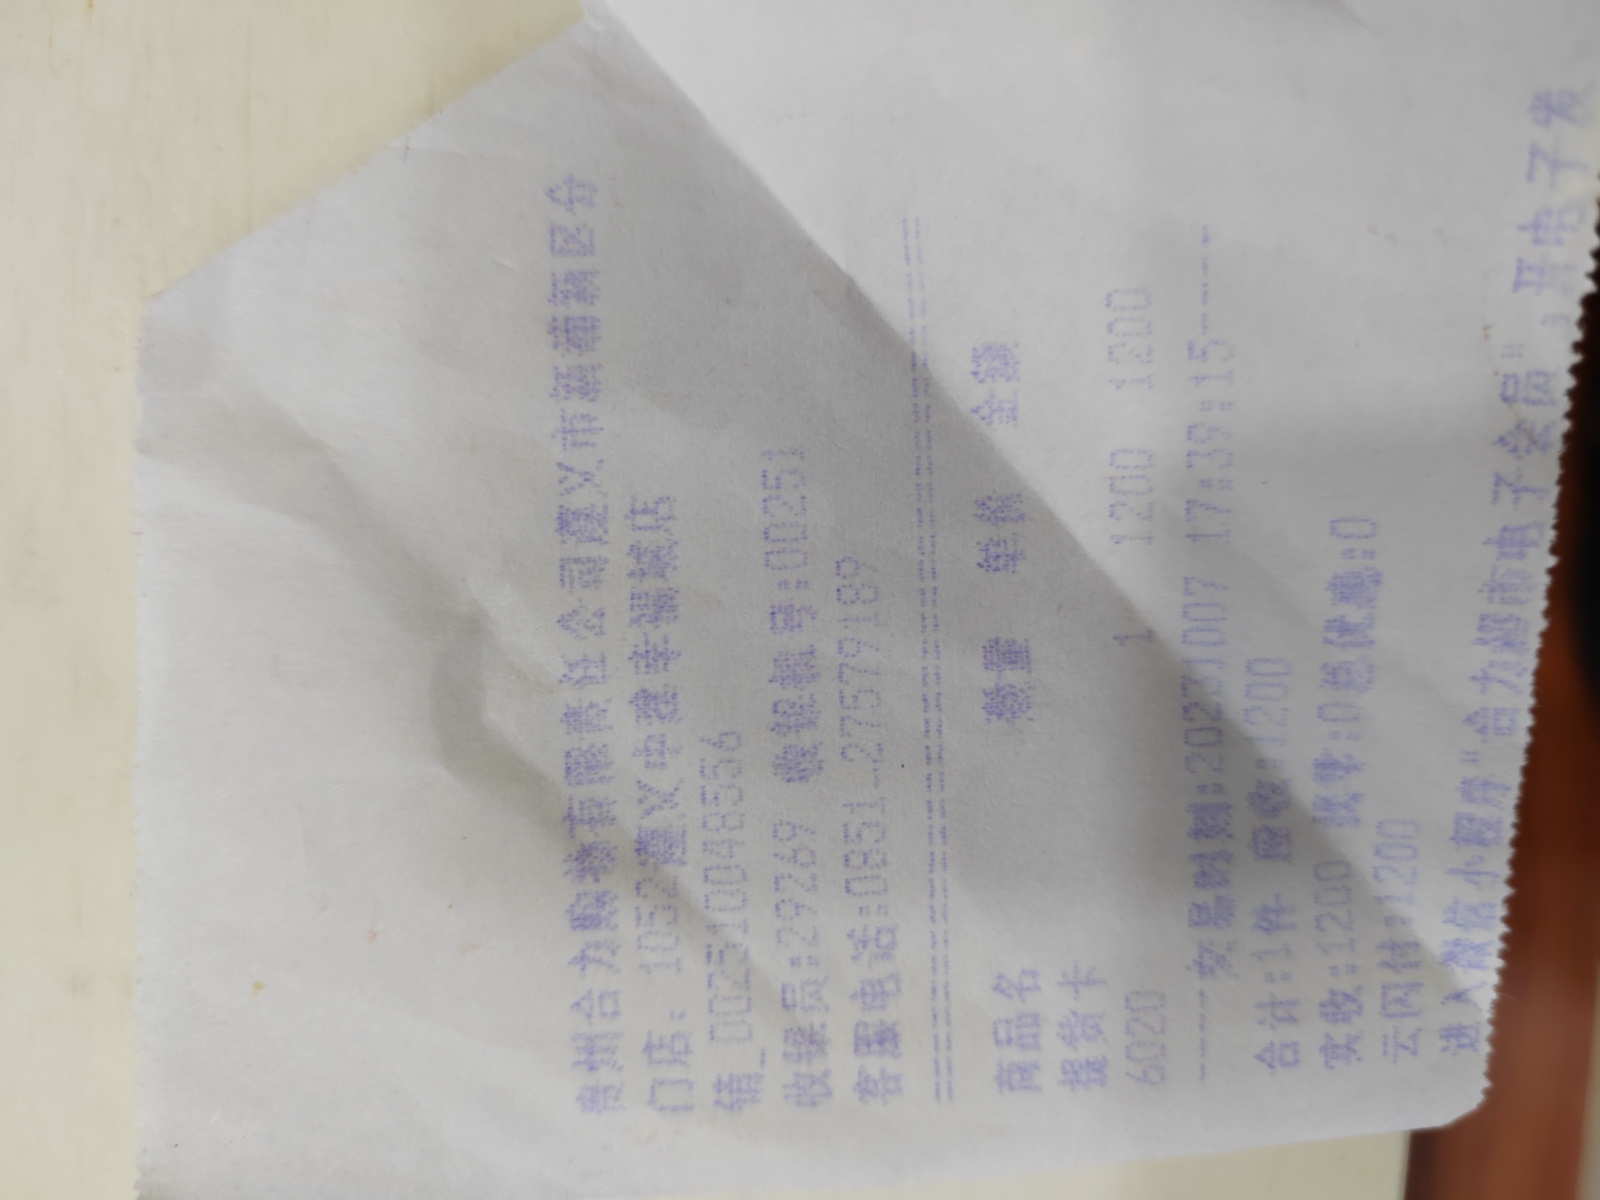 贵州合力购物有限责任公司遵义市新蒲新区分
门店: 1052遵义中建幸福城店
销_002510048556
收银员:29269 收银机号:00251
客服电话:0851-27579189
================================
商品名 数量 单价 金额
提货卡
6020 1 1200 1200
-----交易时刻:20231007 17:39:15-----
合计:1件 应收:1200
实收:1200 找零:0总优惠:0
云闪付:1200
进入微信小程序"合力超市电子会员",开电子发